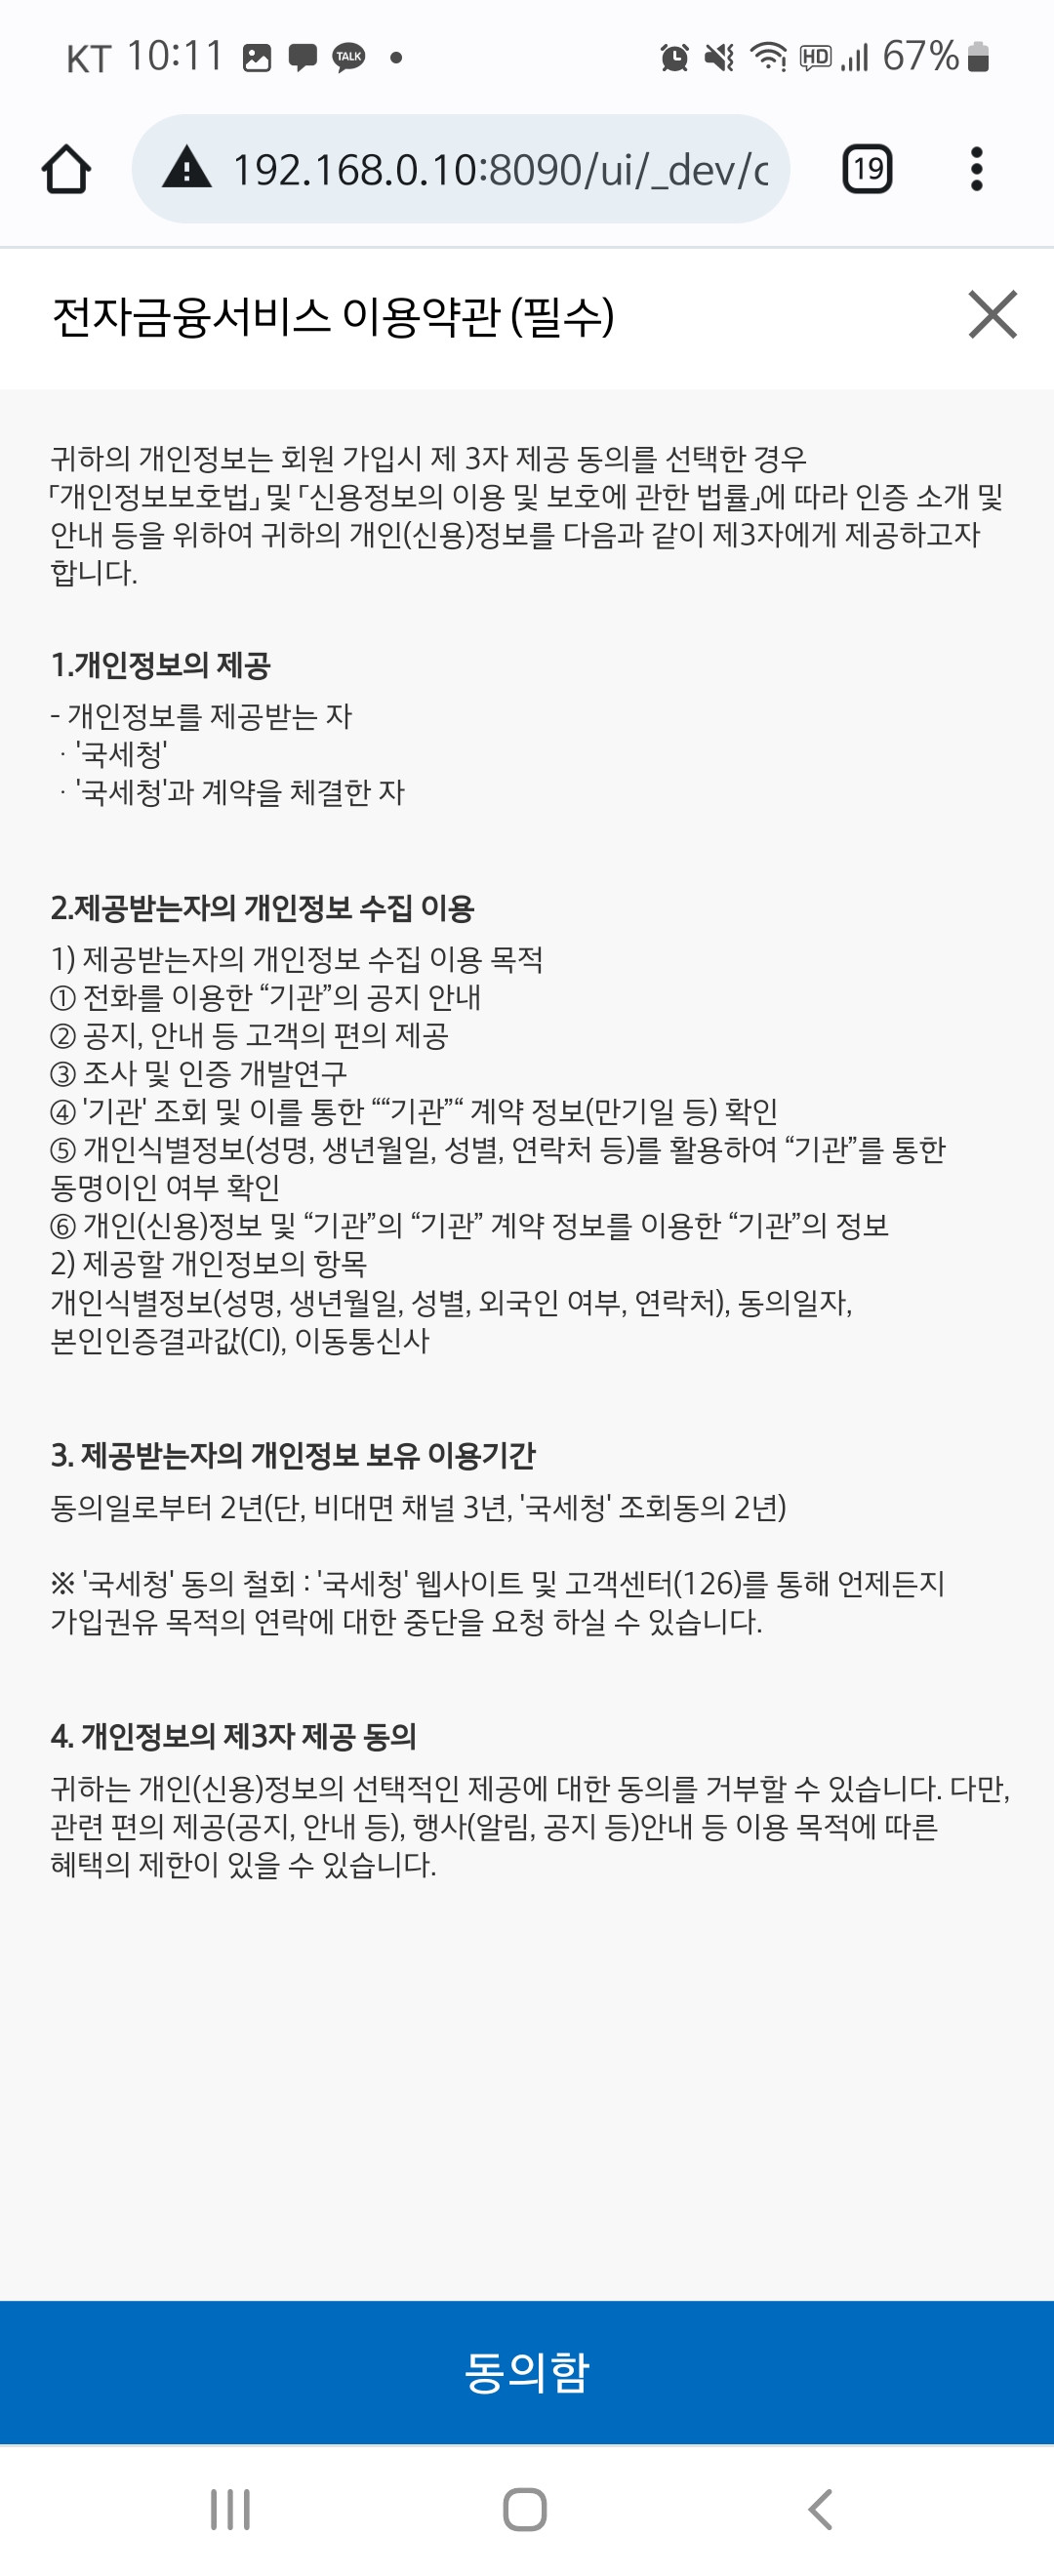 KT 10:11 TALK HD 67%
192.168.0.10:8090/ui/_dev/c 19
전자금융서비스 이용약관 (필수)
귀하의 개인정보는 회원 가입시 제 3자 제공 동의를 선택한 경우
「개인정보보호법」 및 「신용정보의 이용 및 보호에 관한 법률」에 따라 인증 소개 및
안내 등을 위하여 귀하의 개인(신용)정보를 다음과 같이 제3자에게 제공하고자
합니다.
1.개인정보의 제공
- 개인정보를 제공받는 자
· '국세청'
· '국세청'과 계약을 체결한 자
2.제공받는자의 개인정보 수집 이용
1) 제공받는자의 개인정보 수집 이용 목적
① 전화를 이용한 “기관”의 공지 안내
② 공지, 안내 등 고객의 편의 제공
③ 조사 및 인증 개발연구
④ '기관' 조회 및 이를 통한 ““기관”“ 계약 정보(만기일 등) 확인
⑤ 개인식별정보(성명, 생년월일, 성별, 연락처 등)를 활용하여 “기관”를 통한
동명이인 여부 확인
⑥ 개인(신용)정보 및 “기관”의 “기관” 계약 정보를 이용한 “기관”의 정보
2) 제공할 개인정보의 항목
개인식별정보(성명, 생년월일, 성별, 외국인 여부, 연락처), 동의일자,
본인인증결과값(CI), 이동통신사
3. 제공받는자의 개인정보 보유 이용기간
동의일로부터 2년(단, 비대면 채널 3년, '국세청' 조회동의 2년)
※ '국세청' 동의 철회 : '국세청' 웹사이트 및 고객센터(126)를 통해 언제든지
가입권유 목적의 연락에 대한 중단을 요청 하실 수 있습니다.
4. 개인정보의 제3자 제공 동의
귀하는 개인(신용)정보의 선택적인 제공에 대한 동의를 거부할 수 있습니다. 다만,
관련 편의 제공(공지, 안내 등), 행사(알림, 공지 등)안내 등 이용 목적에 따른
혜택의 제한이 있을 수 있습니다.
동의함